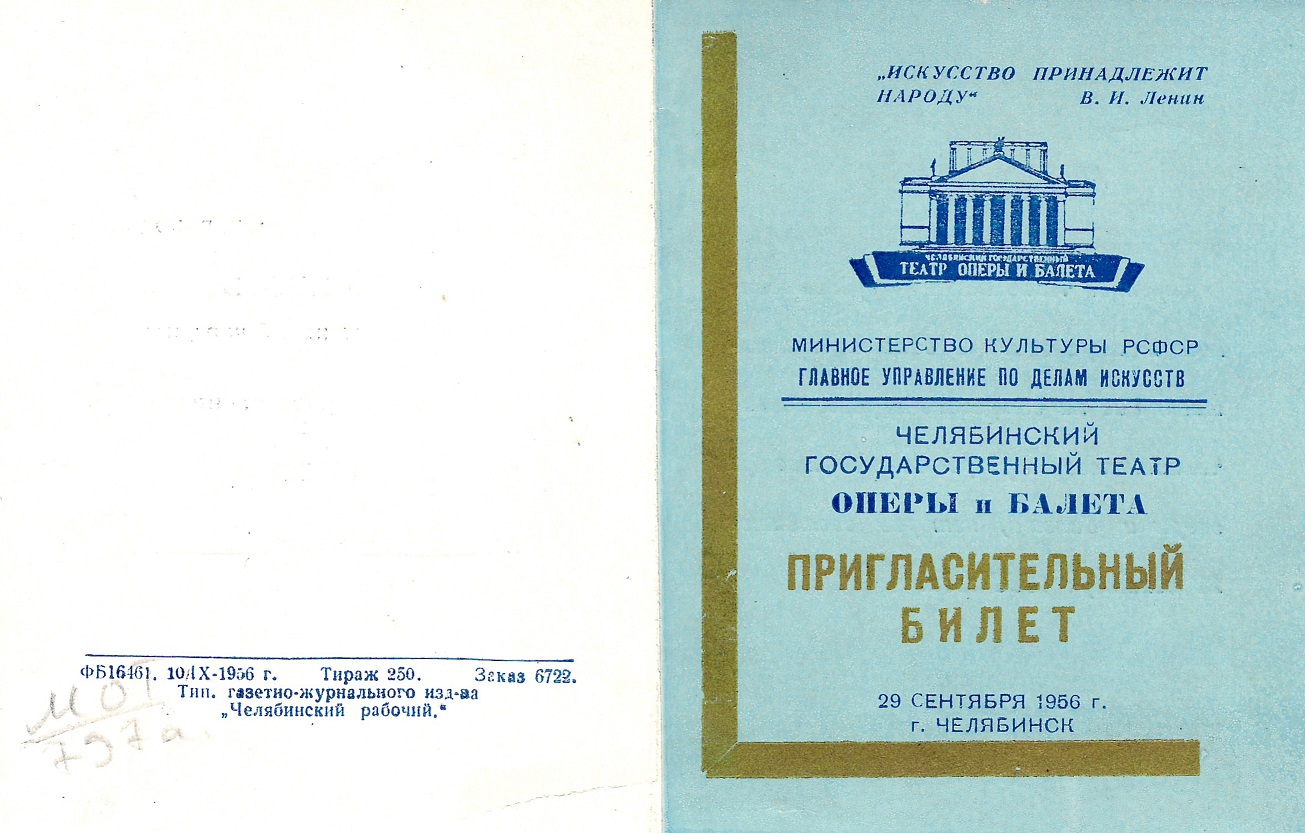 ФБ16461. 10/IX-1956 г. Тираж 250. Заказ 6722.
Тип. газетно-журнального изд-ва
„Челябинский рабочий.“
797а.
„ИСКУССТВО ПРИНАДЛЕЖИТ
НАРОДУ“ В. И. Ленин
ЧЕЛЯБИНСКИЙ ГОСУДАРСТВЕННЫЙ
ТЕАТР ОПЕРЫ И БАЛЕТА
МИНИСТЕРСТВО КУЛЬТУРЫ РСФСР
ГЛАВНОЕ УПРАВЛЕНИЕ ПО ДЕЛАМ ИСКУССТВ
ЧЕЛЯБИНСКИЙ
ГОСУДАРСТВЕННЫЙ ТЕАТР
ОПЕРЫ и БАЛЕТА
ПРИГЛАСИТЕЛЬНЫЙ
БИЛЕТ
29 СЕНТЯБРЯ 1956 г.
г. ЧЕЛЯБИНСК